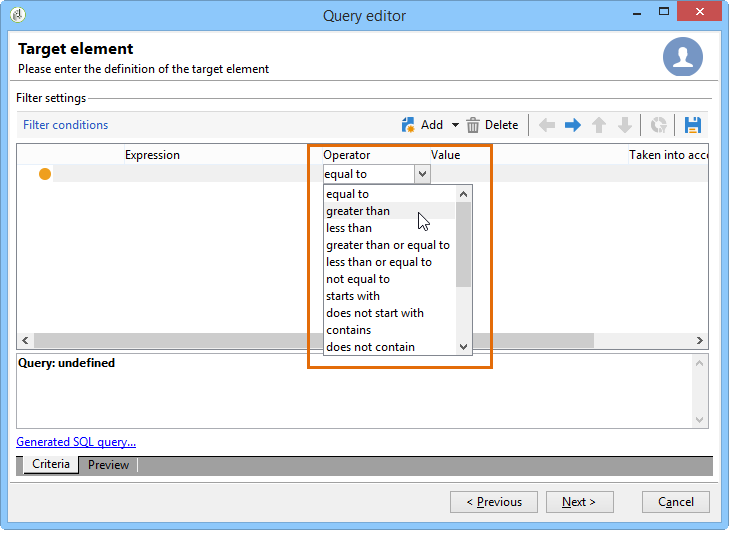 Query editor
Target element
Please enter the definition of the target element
Filter settings
Filter conditions
Add
Delete
Expression Operator Value Taken into acco
equal to
equal to
greater than
less than
greater than or equal to
less than or equal to
not equal to
starts with
does not start with
contains
does not contain
Query: undefined
Generated SQL query...
Criteria Preview
< Previous Next > Cancel